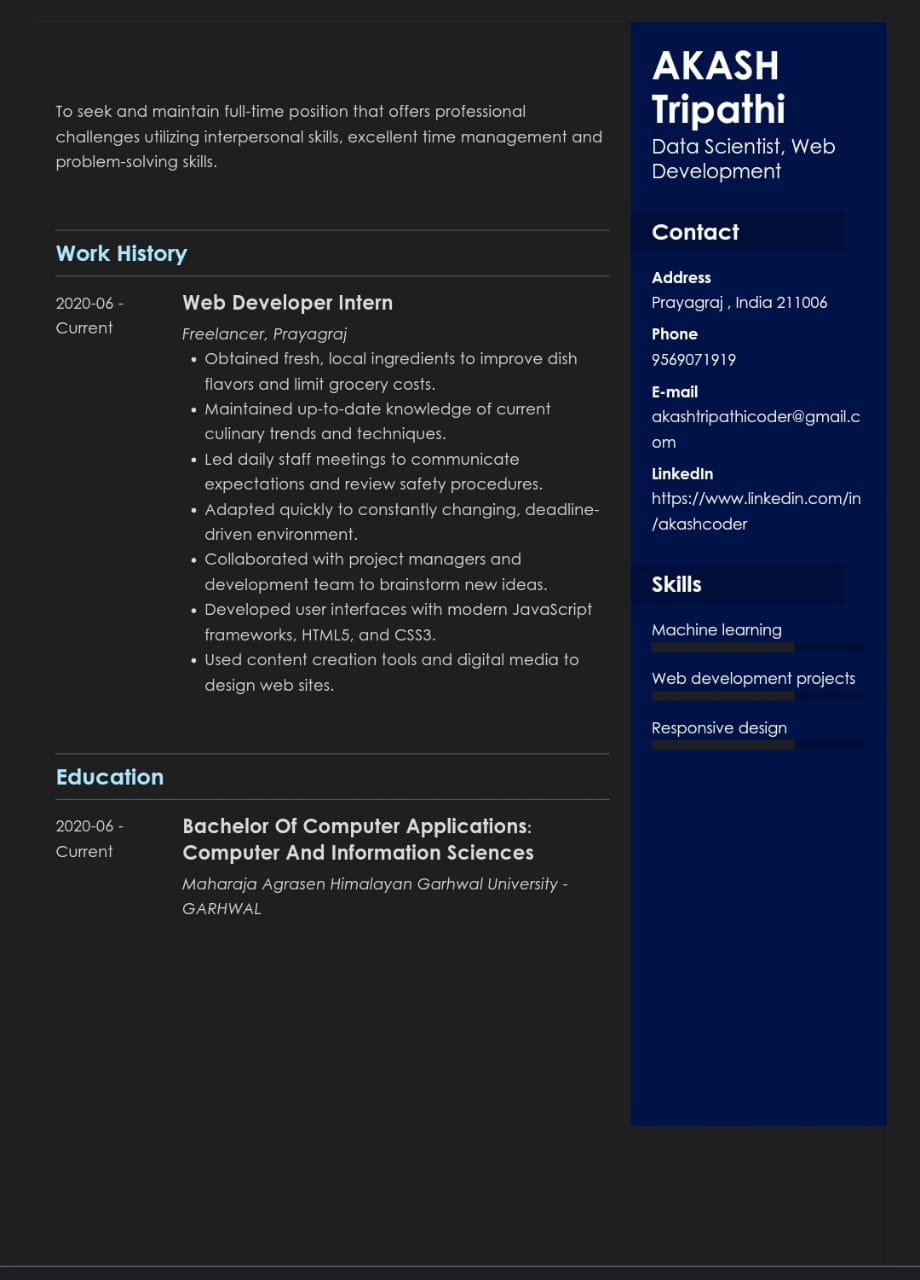 To seek and maintain full-time position that offers professional
challenges utilizing interpersonal skills, excellent time management and
problem-solving skills.
Work History
2020-06 -
Current
Web Developer Intern
Freelancer, Prayagraj
• Obtained fresh, local ingredients to improve dish
flavors and limit grocery costs.
• Maintained up-to-date knowledge of current
culinary trends and techniques.
• Led daily staff meetings to communicate
expectations and review safety procedures.
• Adapted quickly to constantly changing, deadline-
driven environment.
• Collaborated with project managers and
development team to brainstorm new ideas.
• Developed user interfaces with modern JavaScript
frameworks, HTML5, and CSS3.
• Used content creation tools and digital media to
design web sites.
Education
2020-06 -
Current
Bachelor Of Computer Applications:
Computer And Information Sciences
Maharaja Agrasen Himalayan Garhwal University -
GARHWAL
AKASH
Tripathi
Data Scientist, Web
Development
Contact
Address
Prayagraj , India 211006
Phone
9569071919
E-mail
akashtripathicoder@gmail.c
om
LinkedIn
https://www.linkedin.com/in
/akashcoder
Skills
Machine learning
Web development projects
Responsive design